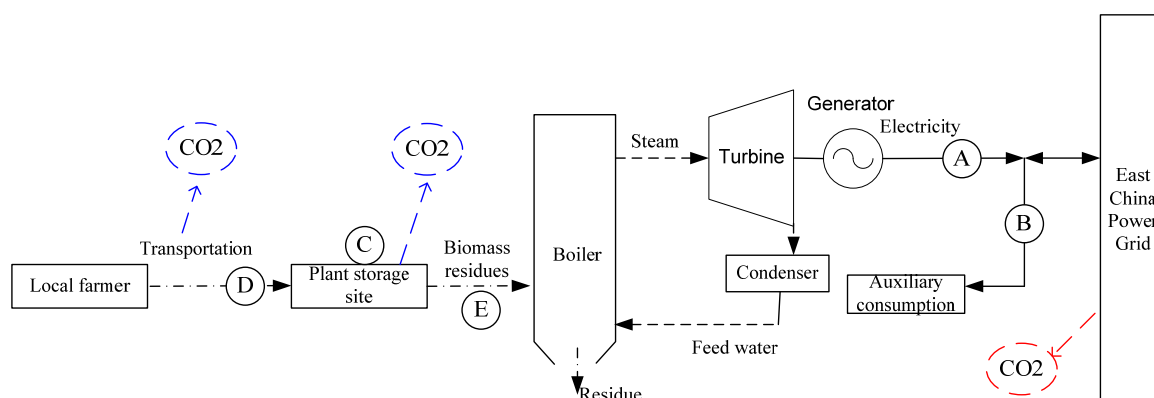 CO2
CO2
Generator
Electricity
Steam
Turbine
A
East
China
Power
Grid
B
Transportation
C
Biomass
residues
Boiler
Local farmer
D
Plant storage
site
E
Condenser
Auxiliary
consumption
Feed water
CO2
Residue